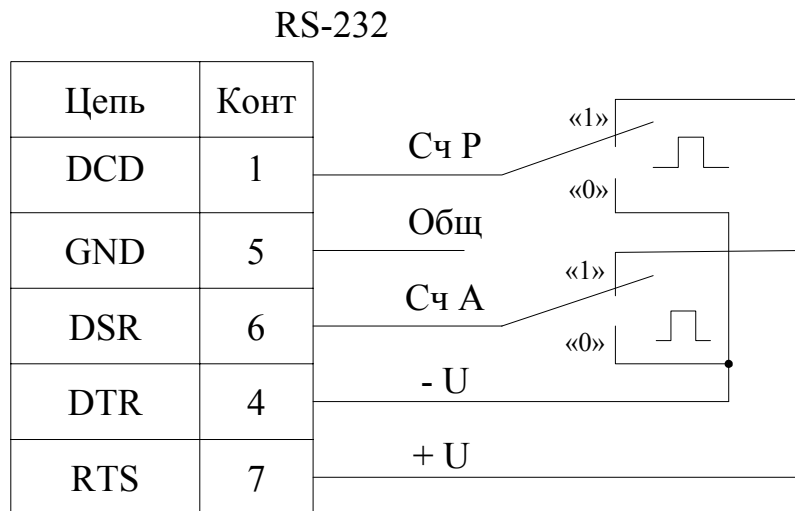 RS-232
Цепь Конт
DCD 1 Сч Р «1»
«0»
GND 5 Общ
«1»
DSR 6 Сч А
«0»
DTR 4 - U
RTS 7 + U